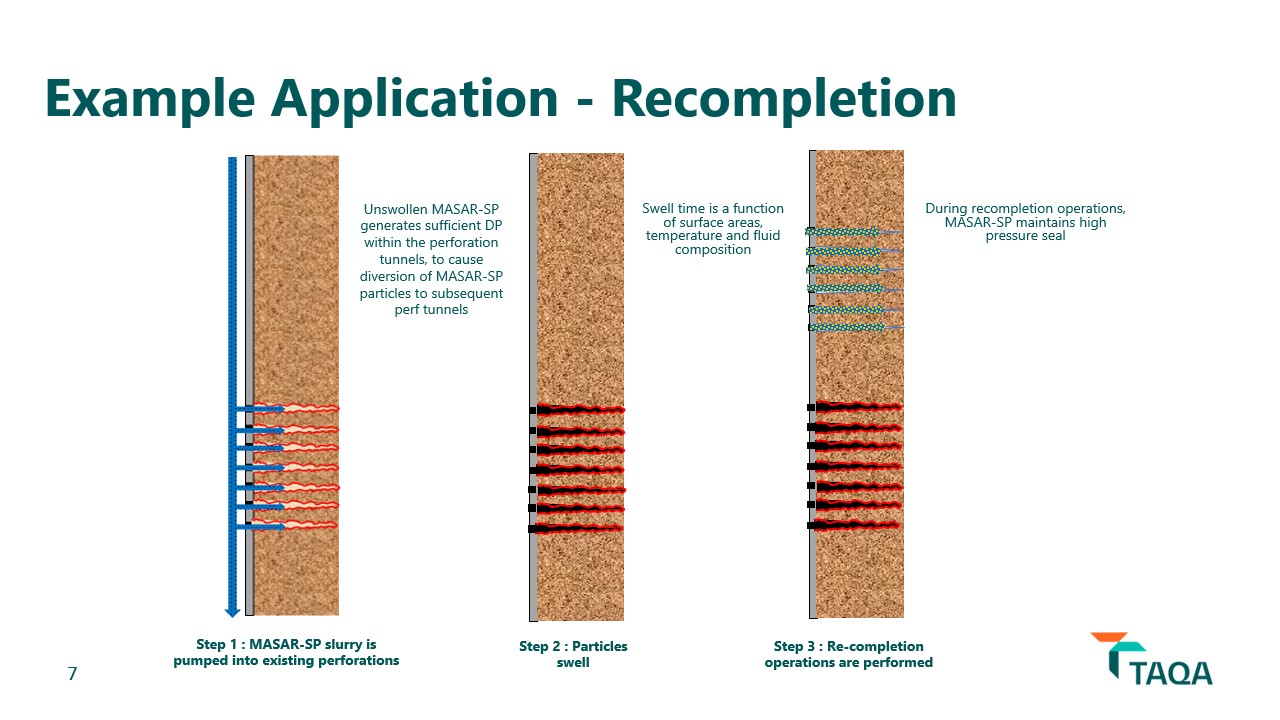 Example Application - Recompletion
Unswollen MASAR-SP
generates sufficient DP
within the perforation
tunnels, to cause
diversion of MASAR-SP
particles to subsequent
perf tunnels
Swell time is a function
of surface areas,
temperature and fluid
composition
During recompletion operations,
MASAR-SP maintains high
pressure seal
Step 1 : MASAR-SP slurry is
pumped into existing perforations
Step 2 : Particles
swell
Step 3 : Re-completion
operations are performed
7
TAQA